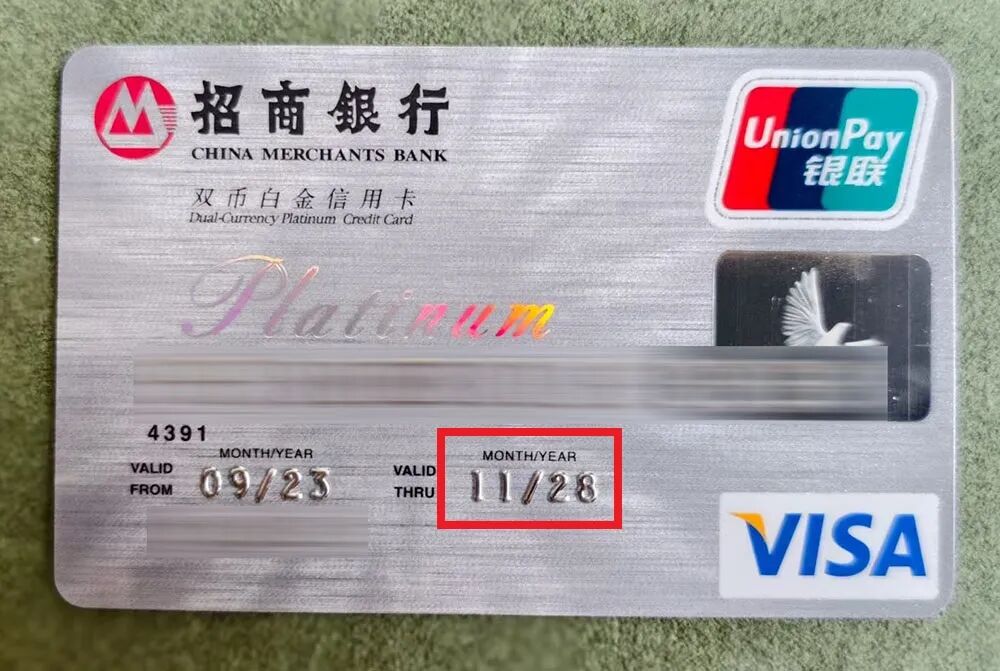 招商銀行
CHINA MERCHANTS BANK
UnionPay
银联
双币白金信用卡
Dual-Currency Platinum Credit Card
Platinum
4391
MONTH/YEAR MONTH/YEAR
VALID FROM 09/23 VALID THRU 11/28
VISA